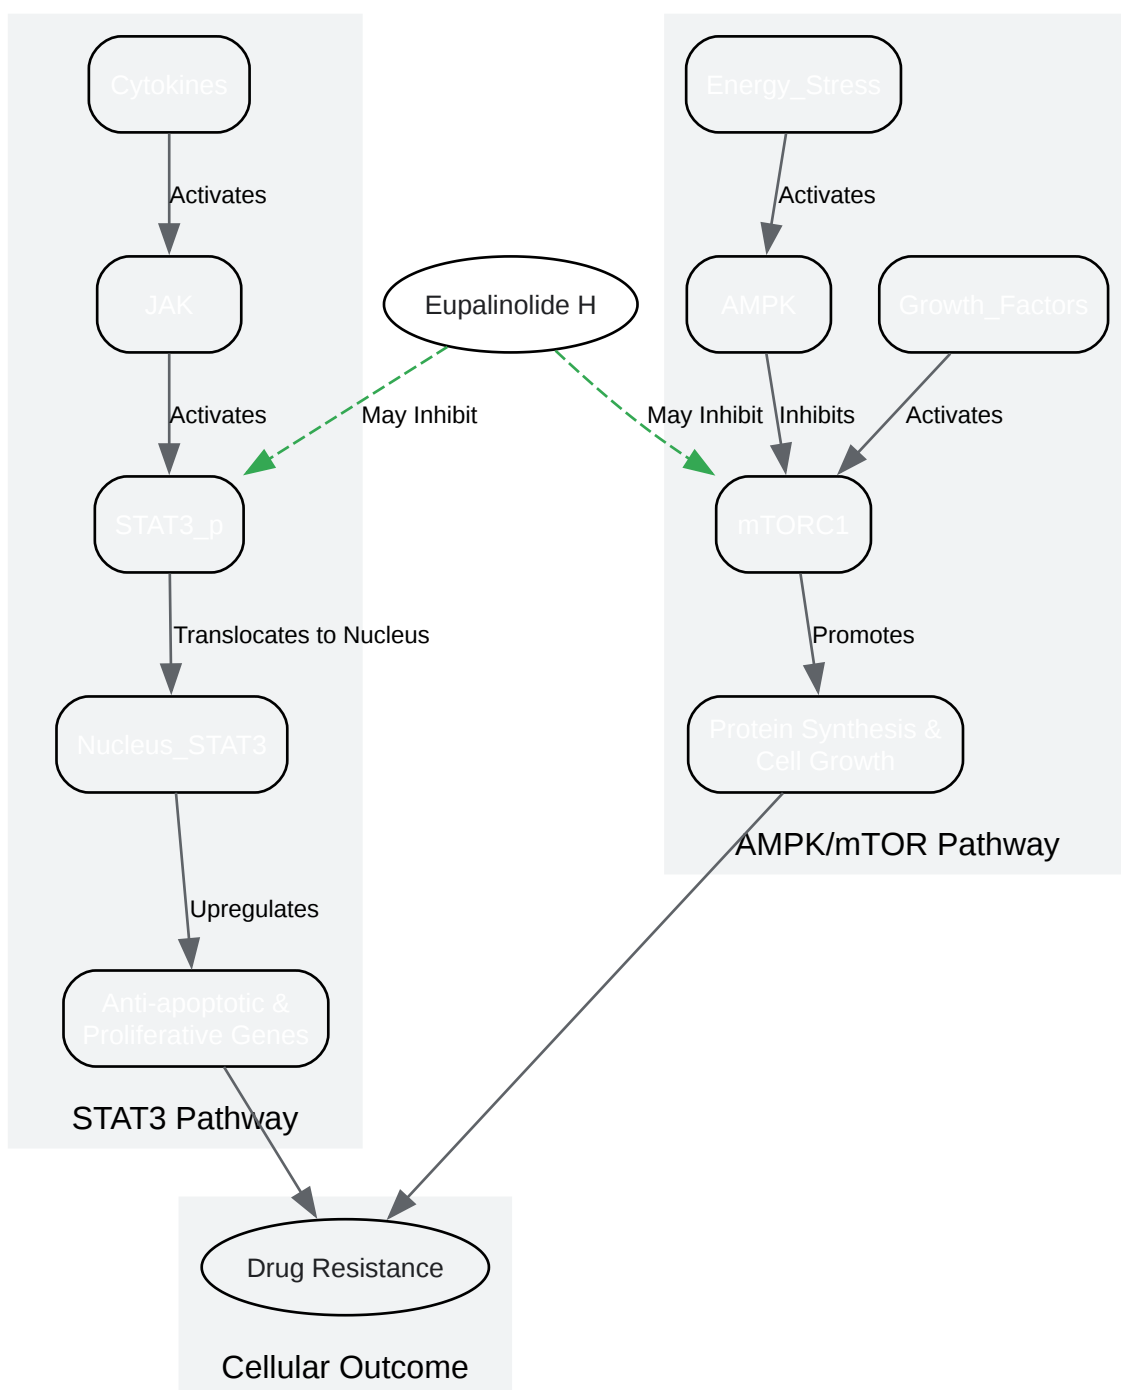 Cytokines
Energy_Stress
Activates
Activates
JAK
Eupalinolide H
AMPK
Growth_Factors
Activates
May Inhibit
May Inhibit
Inhibits
Activates
STAT3_p
mTORC1
Translocates to Nucleus
Promotes
Nucleus_STAT3
Protein Synthesis &
Cell Growth
AMPK/mTOR Pathway
Upregulates
Anti-apoptotic &
Proliferative Genes
STAT3 Pathway
Drug Resistance
Cellular Outcome